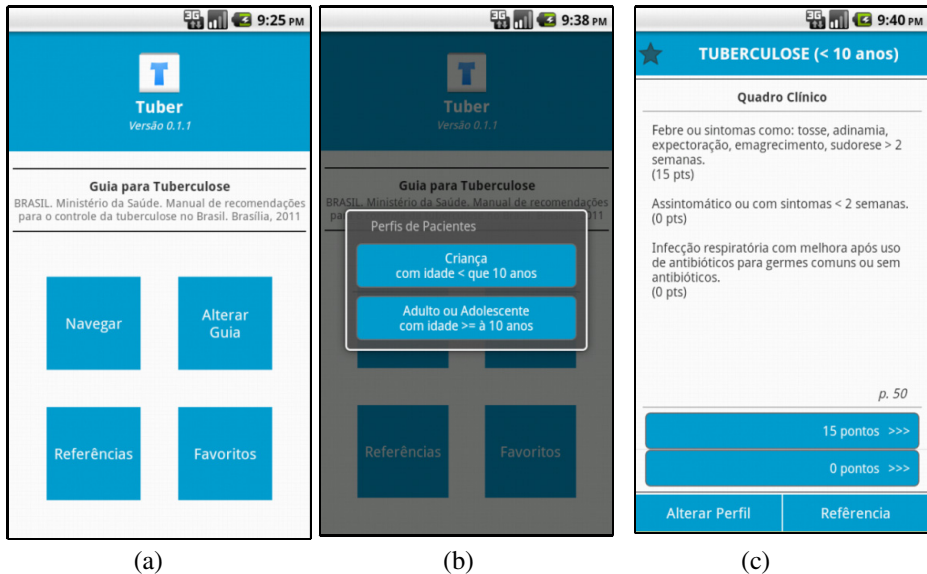 9:25 PM
T
Tuber
Versão 0.1.1
Guia para Tuberculose
BRASIL. Ministério da Saúde. Manual de recomendações
para o controle da tuberculose no Brasil. Brasília, 2011
Navegar
Alterar
Guia
Referências
Favoritos
(a)
9:38 PM
T
Tuber
Versão 0.1.1
Guia para Tuberculose
BRASIL. Ministério da Saúde. Manual de recomendações
Perfis de Pacientes
Criança
com idade < que 10 anos
Adulto ou Adolescente
com idade >= à 10 anos
Referências
Favoritos
(b)
9:40 PM
TUBERCULOSE (< 10 anos)
Quadro Clínico
Febre ou sintomas como: tosse, adinamia,
expectoração, emagrecimento, sudorese > 2
semanas.
(15 pts)
Assintomático ou com sintomas < 2 semanas.
(0 pts)
Infecção respiratória com melhora após uso
de antibióticos para germes comuns ou sem
antibióticos.
(0 pts)
p. 50
15 pontos >>>
0 pontos >>>
Alterar Perfil
Refêrencia
(c)